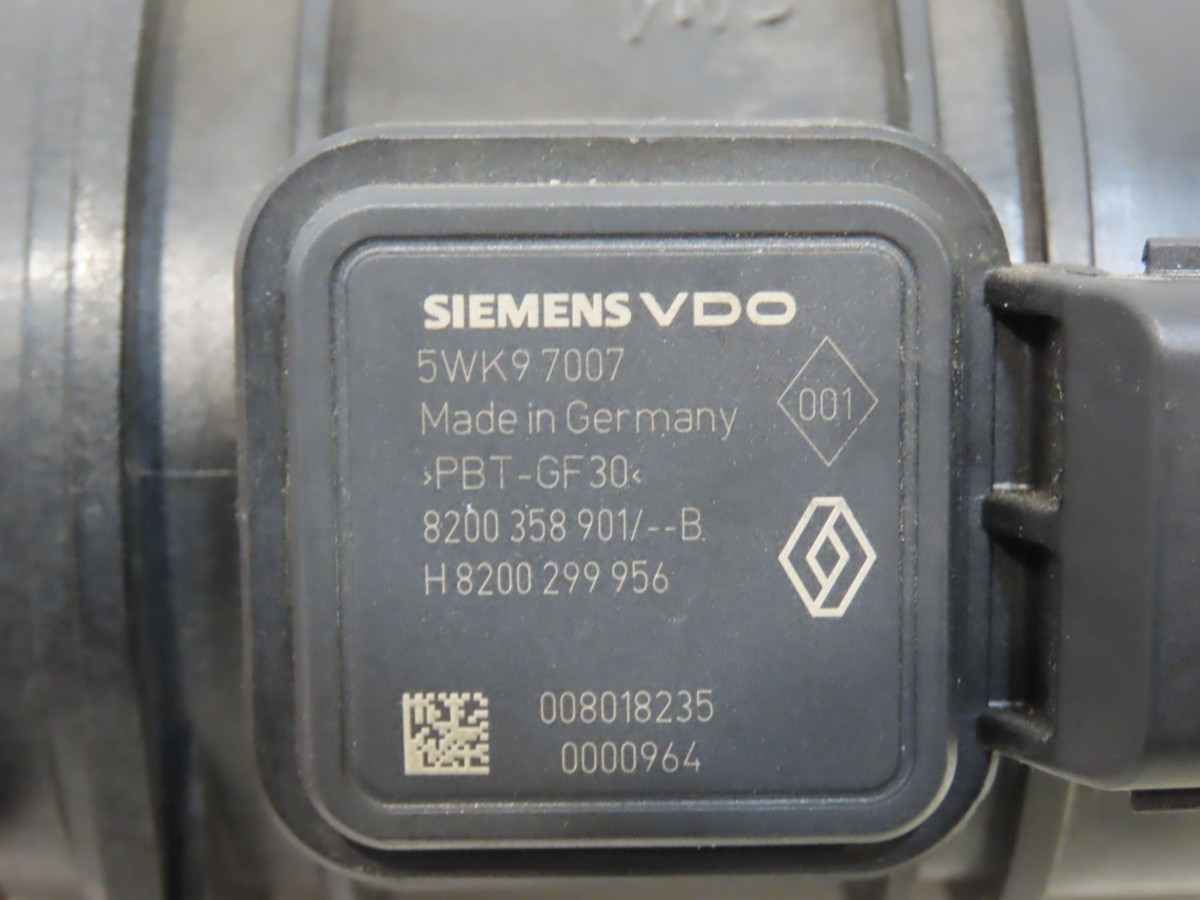 SIEMENS VDO
5WK9 7007
001
Made in Germany
>PBT-GF30<
8200 358 901/--B
H 8200 299 956
008018235
0000964